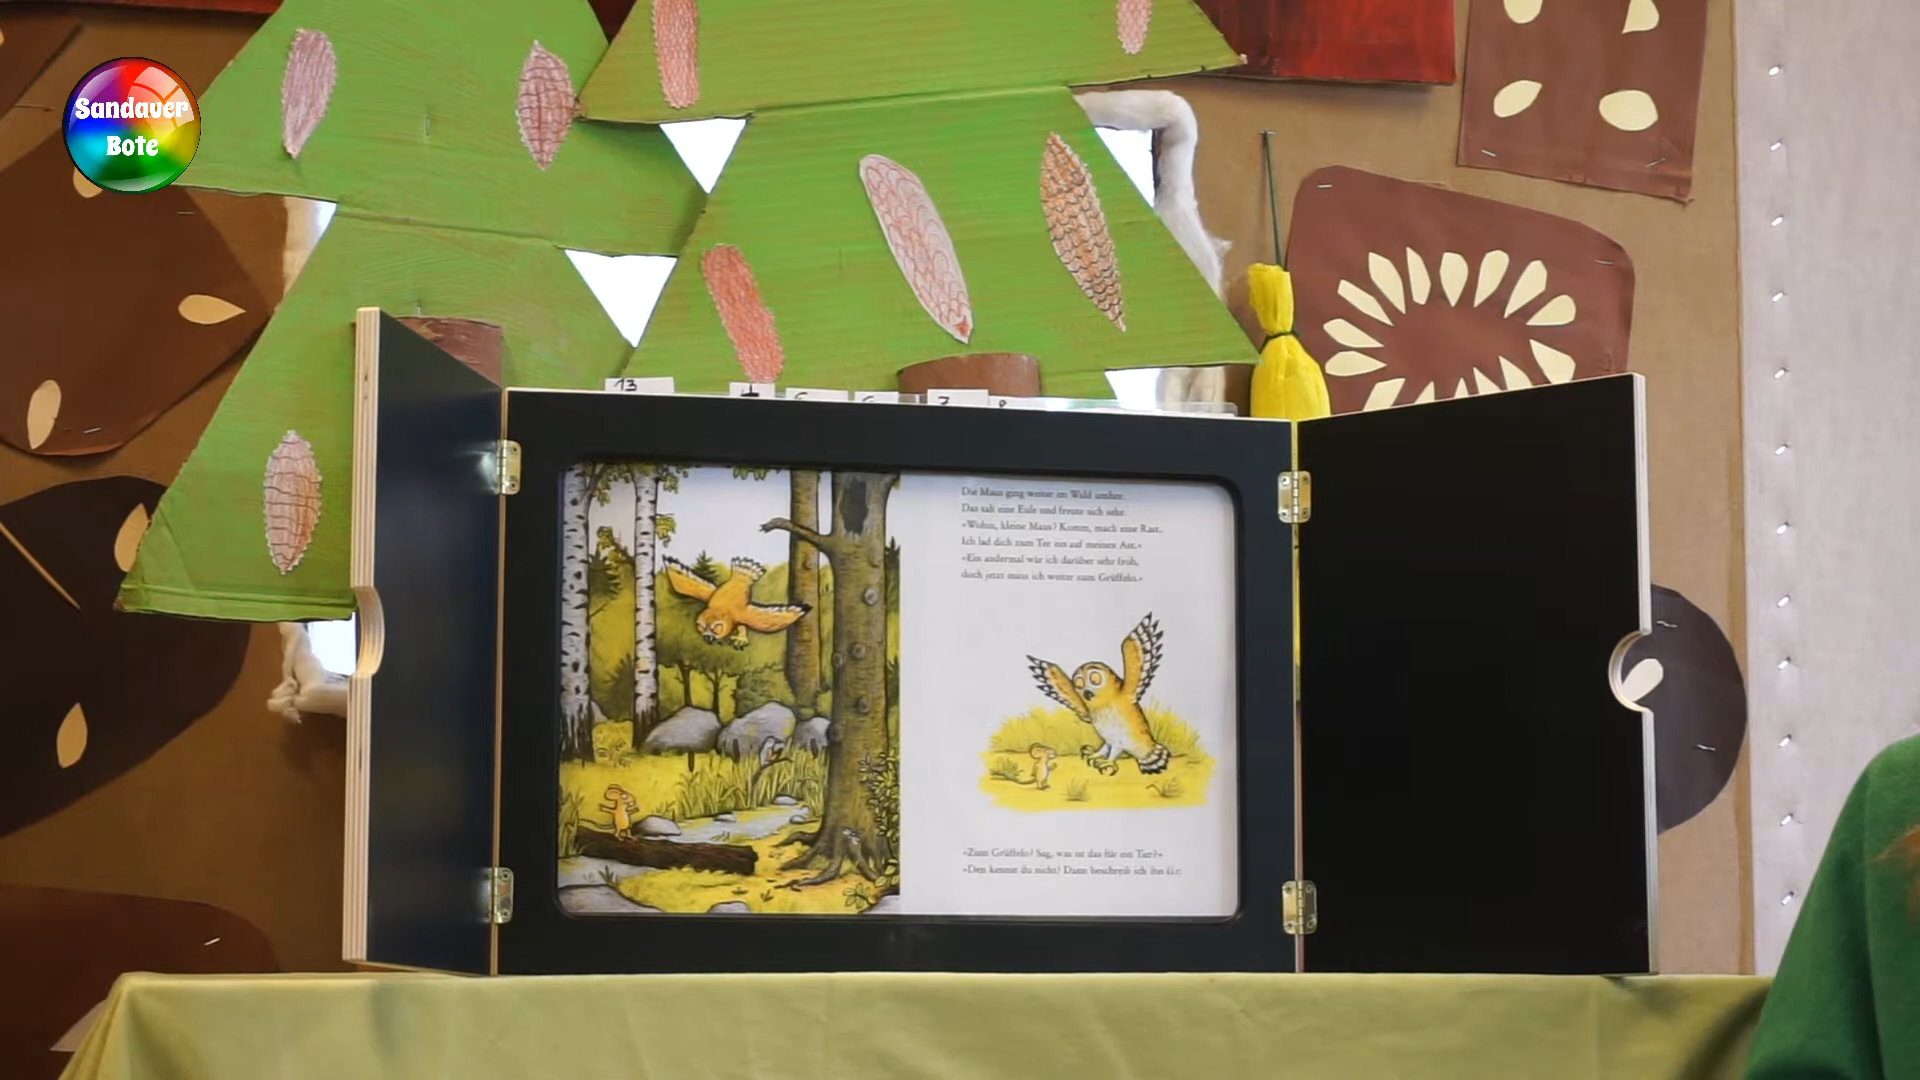 Sandauer
Bote
13
7
Die Maus ging weiter im Wald umher.
Das sah eine Eule und freute sich sehr.
»Wohin, kleine Maus? Komm, mach eine Rast.
Ich lad dich zum Tee ein auf meinen Ast.«
»Ein andermal wär ich darüber sehr froh,
doch jetzt muss ich weiter zum Grüffelo.«
»Zum Grüffelo? Sag, was ist das für ein Tier?«
»Den kennst du nicht? Dann beschreib ich ihn dir.